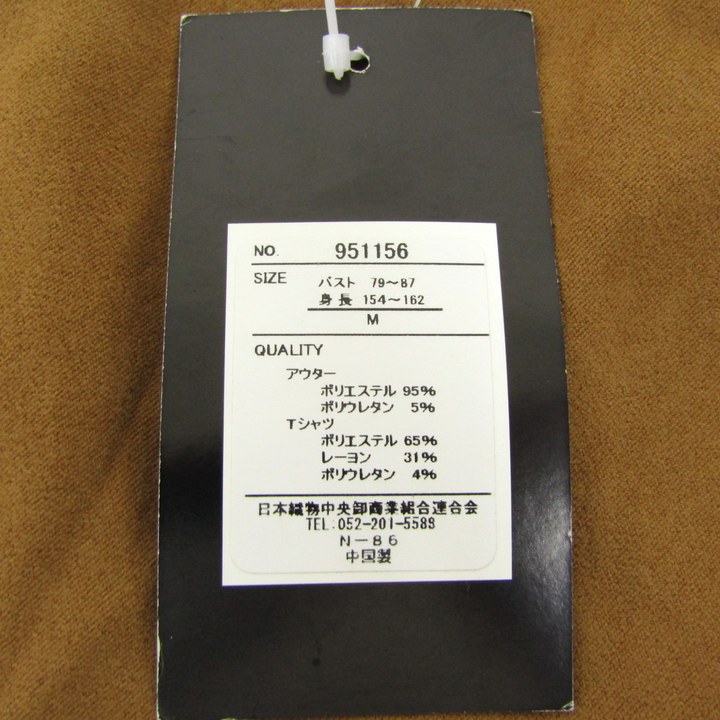 NO. 951156
SIZE バスト 79～87
身長 154～162
M
QUALITY
アウター
ポリエステル 95%
ポリウレタン 5%
Tシャツ
ポリエステル 65%
レーヨン 31%
ポリウレタン 4%
日本織物中央卸商業組合連合会
TEL:052-201-5588
N-86
中国製